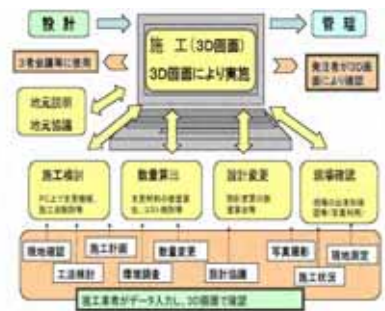 設計
施工(3D図面)
3D図面により実施
管理
3者会議等に使用
発注者が3D図
面により確認
地元説明
地元協議
施工検討
数量算出
設計変更
現場確認
現地確認
施工計画
数量変更
写真撮影
現地測定
工法検討
環境調査
設計協議
施工状況
施工業者がデータ入力し、3D図面で確認